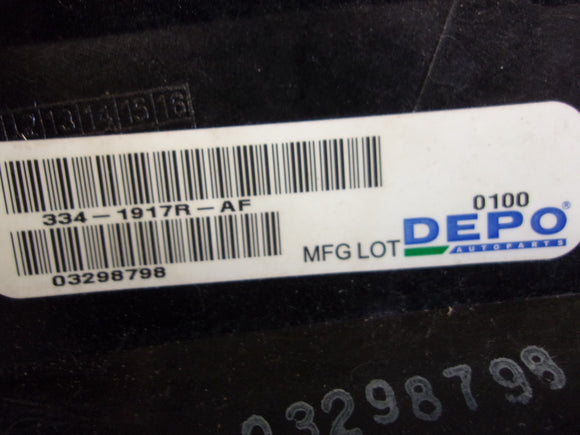 12 13 14 15 16
334-1917R-AF
03298798
MFG LOT
0100
DEPO®
AUTOPARTS
03298798